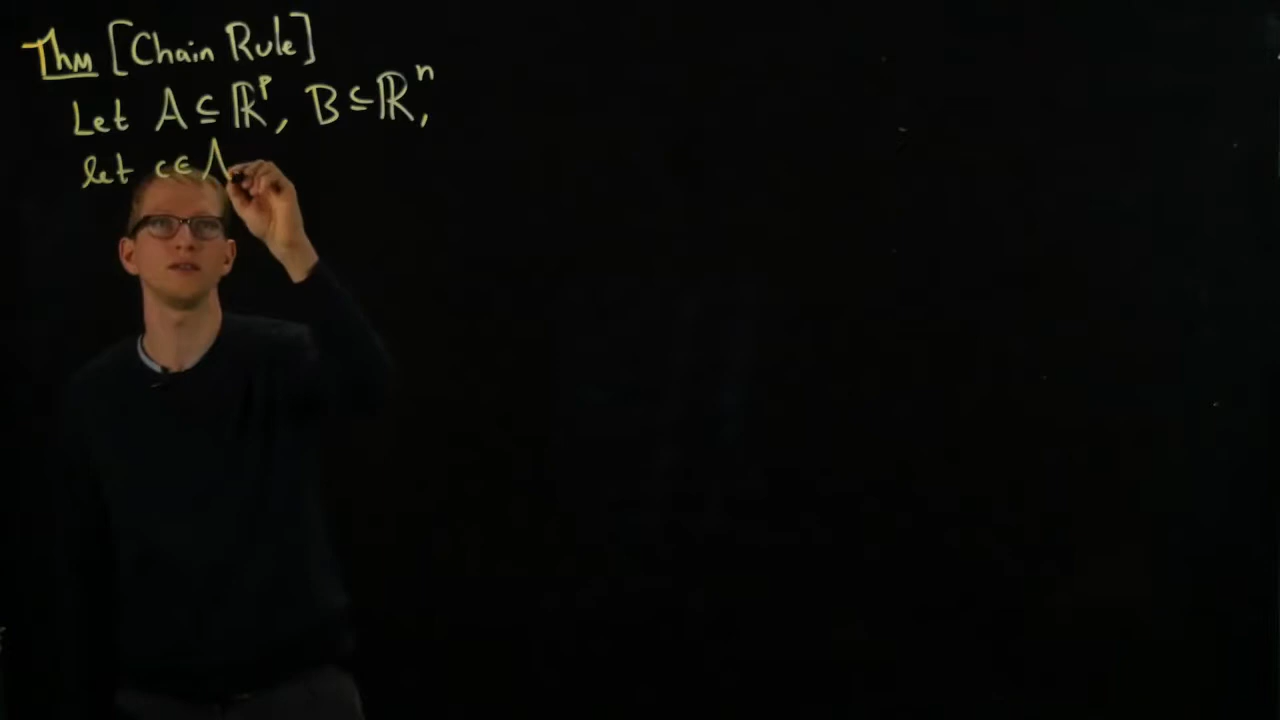 Thm [Chain Rule]
Let A ⊆ ℝᵖ, B ⊆ ℝⁿ,
let c ∈ A